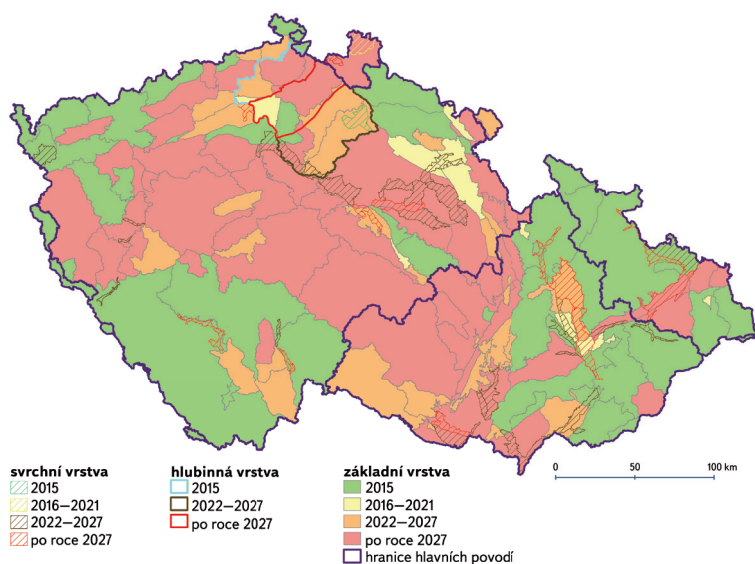 svrchní vrstva
2015
2016–2021
2022–2027
po roce 2027
hlubinná vrstva
2015
2022–2027
po roce 2027
základní vrstva
2015
2016–2021
2022–2027
po roce 2027
hranice hlavních povodí
0 50 100 km